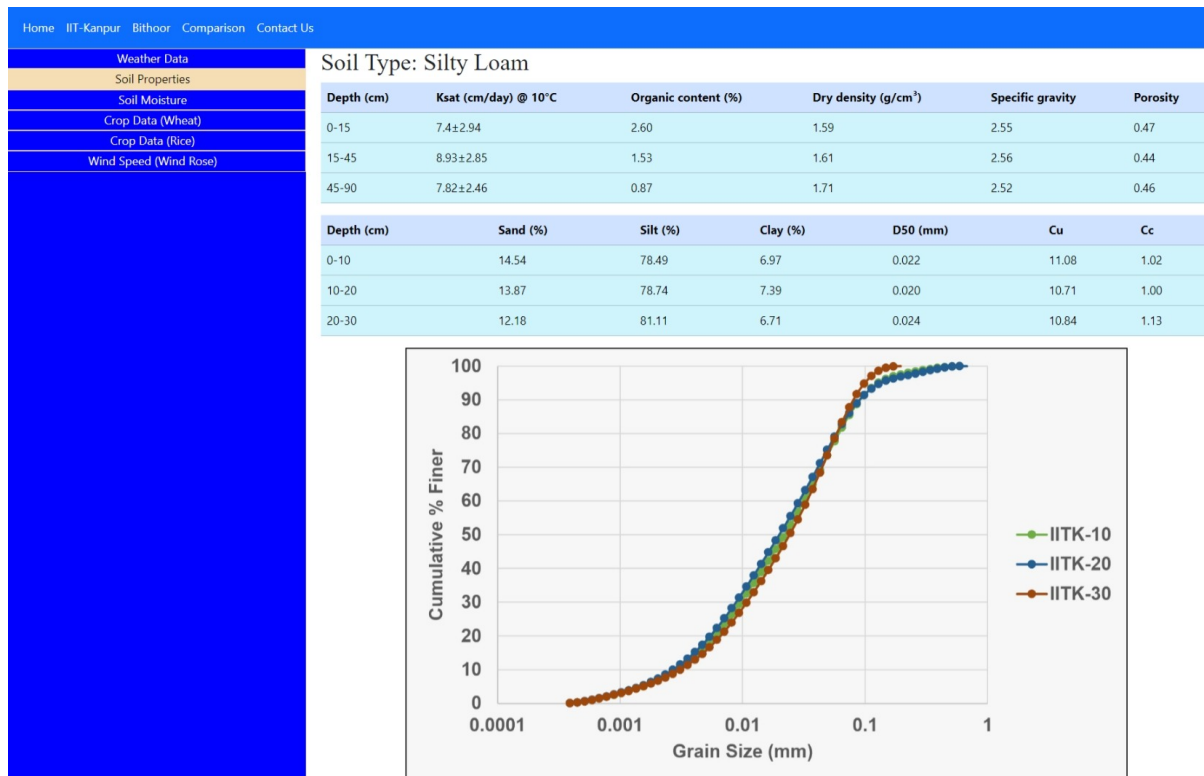 Home IIT-Kanpur Bithoor Comparison Contact Us
Weather Data
Soil Properties
Soil Moisture
Crop Data (Wheat)
Crop Data (Rice)
Wind Speed (Wind Rose)
Soil Type: Silty Loam
Depth (cm) Ksat (cm/day) @ 10°C Organic content (%) Dry density (g/cm³) Specific gravity Porosity
0-15 7.4±2.94 2.60 1.59 2.55 0.47
15-45 8.93±2.85 1.53 1.61 2.56 0.44
45-90 7.82±2.46 0.87 1.71 2.52 0.46
Depth (cm) Sand (%) Silt (%) Clay (%) D50 (mm) Cu Cc
0-10 14.54 78.49 6.97 0.022 11.08 1.02
10-20 13.87 78.74 7.39 0.020 10.71 1.00
20-30 12.18 81.11 6.71 0.024 10.84 1.13
Cumulative % Finer
100
90
80
70
60
50
40
30
20
10
0
0.0001 0.001 0.01 0.1 1
Grain Size (mm)
IITK-10
IITK-20
IITK-30